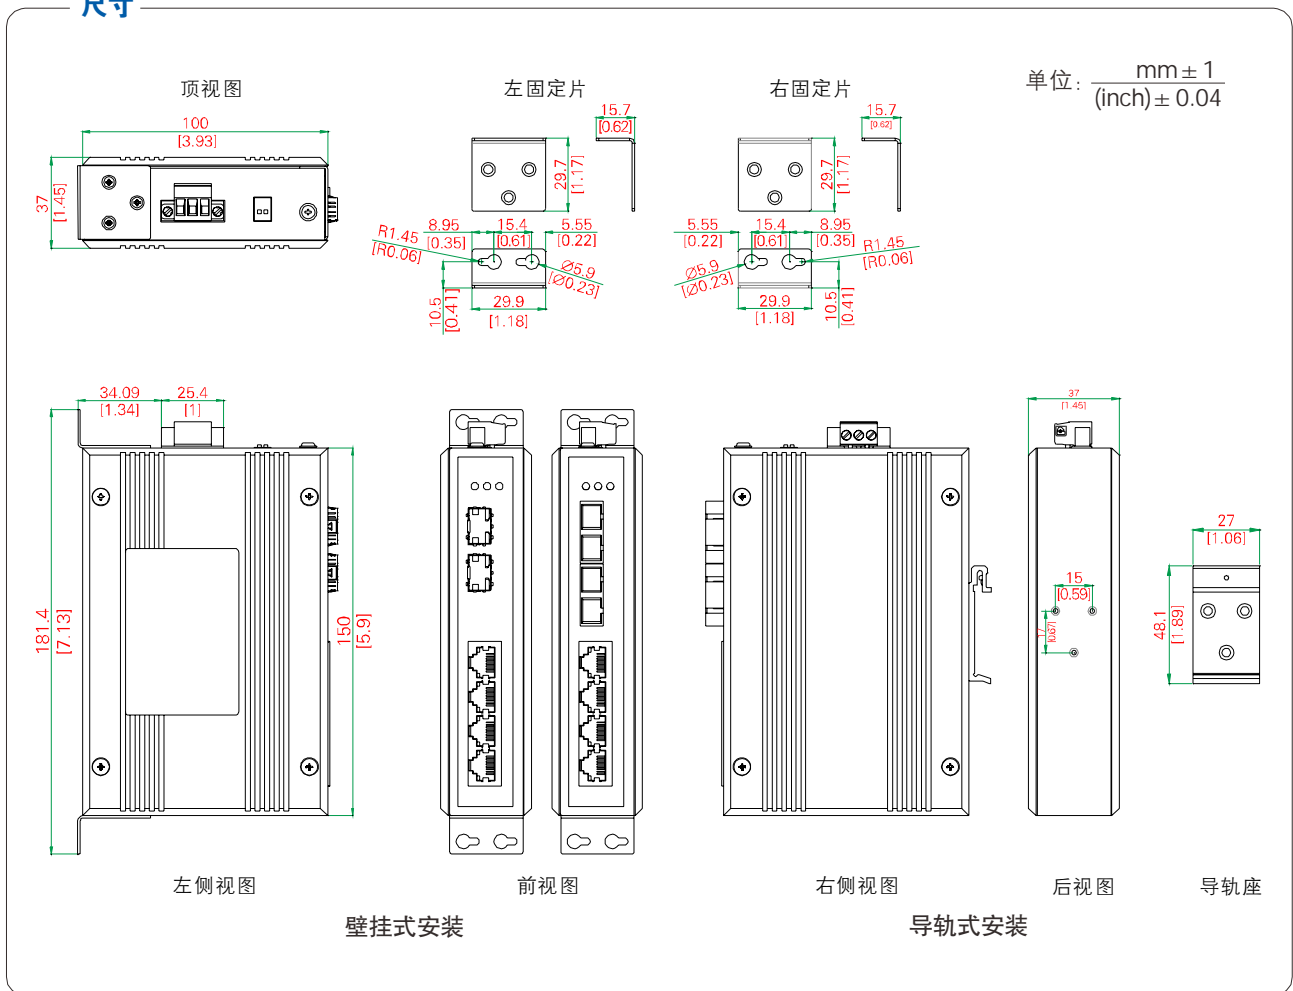 尺寸
单位: mm±1
(inch)±0.04
顶视图
100
[3.93]
37
[1.45]
左固定片
15.7
[0.62]
29.7
[1.17]
8.95
[0.35]
15.4
[0.61]
5.55
[0.22]
R1.45
[R0.06]
Ø5.9
[Ø0.23]
10.5
[0.41]
29.9
[1.18]
右固定片
15.7
[0.62]
29.7
[1.17]
5.55
[0.22]
15.4
[0.61]
8.95
[0.35]
R1.45
[R0.06]
Ø5.9
[Ø0.23]
10.5
[0.41]
29.9
[1.18]
34.09
[1.34]
25.4
[1]
181.4
[7.13]
150
[5.9]
37
[1.45]
15
[0.59]
17
[0.67]
27
[1.06]
48.1
[1.89]
左侧视图
前视图
右侧视图
后视图
导轨座
壁挂式安装
导轨式安装